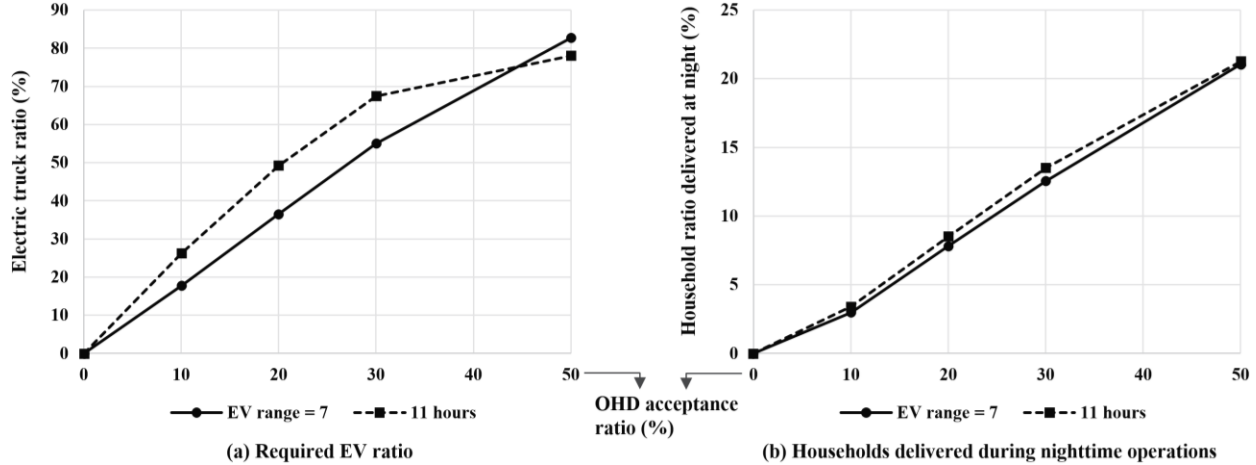 Electric truck ratio (%)
90
80
70
60
50
40
30
20
10
0
0 10 20 30 50
EV range = 7 11 hours
(a) Required EV ratio
OHD acceptance
ratio (%)
Household ratio delivered at night (%)
25
20
15
10
5
0
0 10 20 30 50
EV range = 7 11 hours
(b) Households delivered during nighttime operations